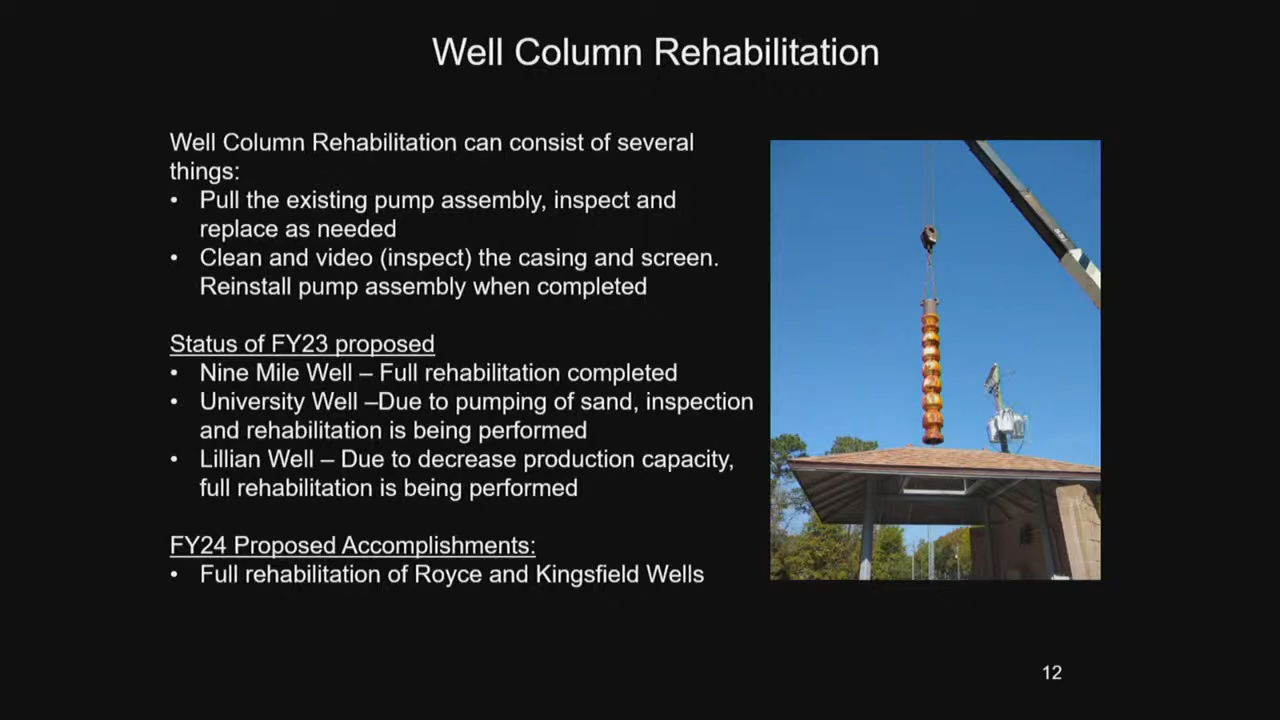 Well Column Rehabilitation
Well Column Rehabilitation can consist of several
things:
• Pull the existing pump assembly, inspect and
replace as needed
• Clean and video (inspect) the casing and screen.
Reinstall pump assembly when completed
Status of FY23 proposed
• Nine Mile Well – Full rehabilitation completed
• University Well –Due to pumping of sand, inspection
and rehabilitation is being performed
• Lillian Well – Due to decrease production capacity,
full rehabilitation is being performed
FY24 Proposed Accomplishments:
• Full rehabilitation of Royce and Kingsfield Wells
12